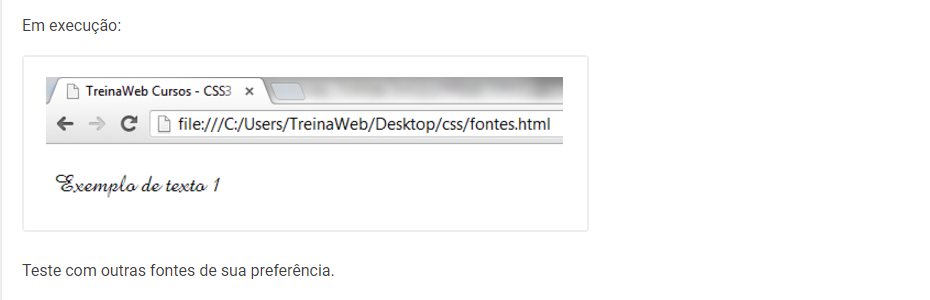 Em execução:
TreinaWeb Cursos - CSS3
file:///C:/Users/TreinaWeb/Desktop/css/fontes.html
Exemplo de texto 1
Teste com outras fontes de sua preferência.